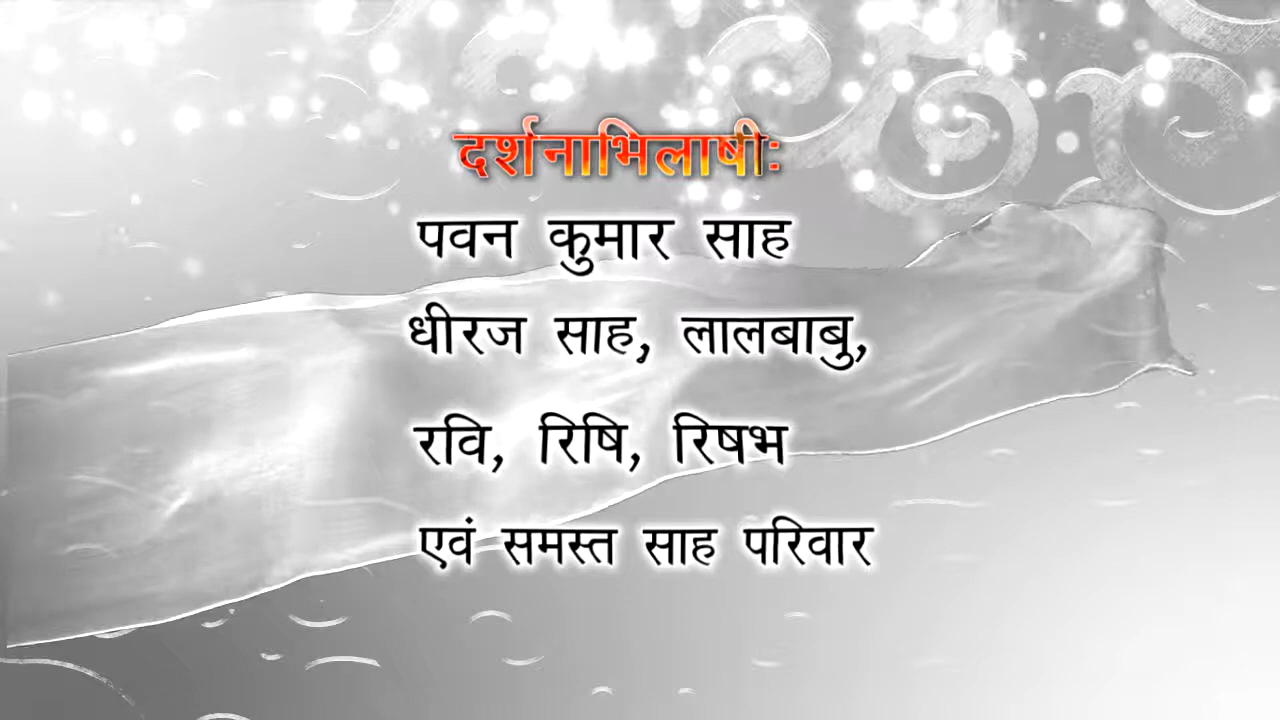 दर्शनाभिलाषीः
पवन कुमार साह
धीरज साह, लालबाबु,
रवि, रिषि, रिषभ
एवं समस्त साह परिवार